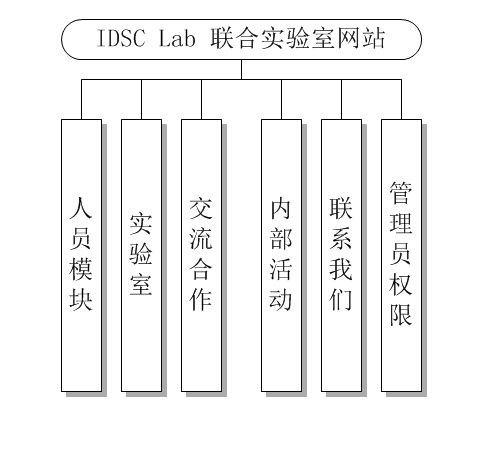 IDSC Lab 联合实验室网站
人员模块
实验室
交流合作
内部活动
联系我们
管理员权限